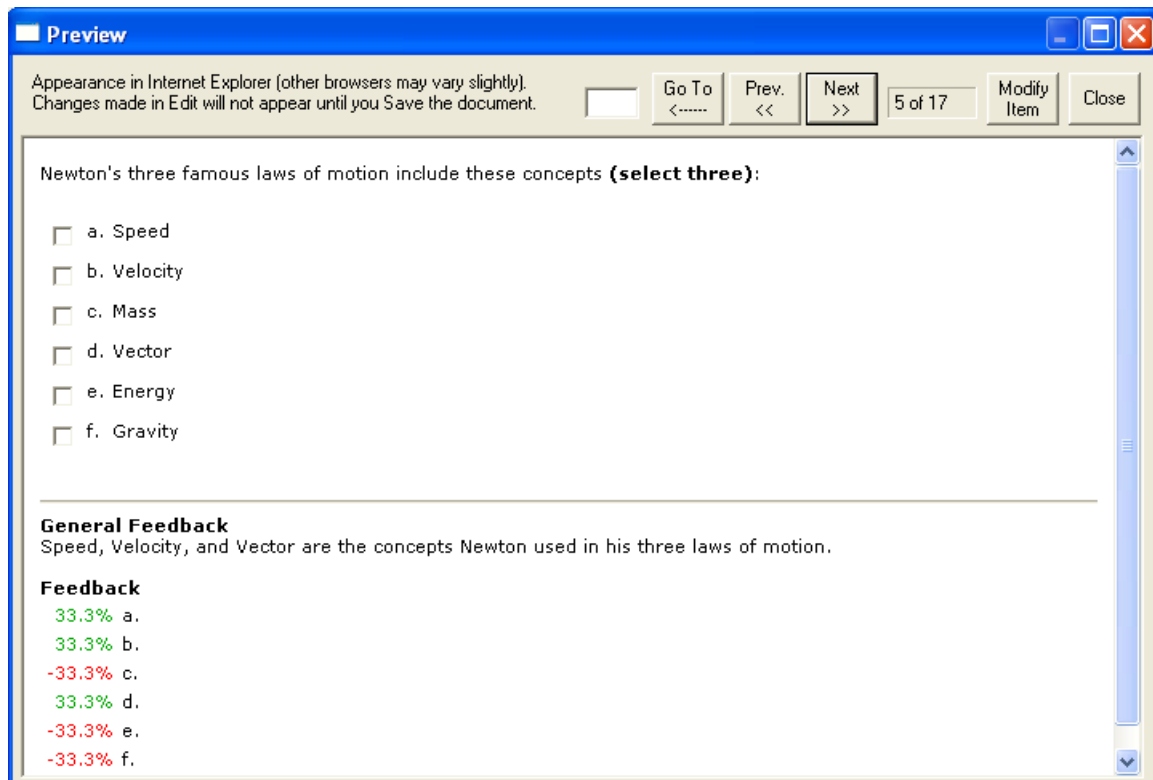 Preview
Appearance in Internet Explorer (other browsers may vary slightly).
Changes made in Edit will not appear until you Save the document.
Go To
<------
Prev.
<<
Next
>>
5 of 17
Modify
Item
Close
Newton's three famous laws of motion include these concepts (select three):
a. Speed
b. Velocity
c. Mass
d. Vector
e. Energy
f. Gravity
General Feedback
Speed, Velocity, and Vector are the concepts Newton used in his three laws of motion.
Feedback
33.3% a.
33.3% b.
-33.3% c.
33.3% d.
-33.3% e.
-33.3% f.